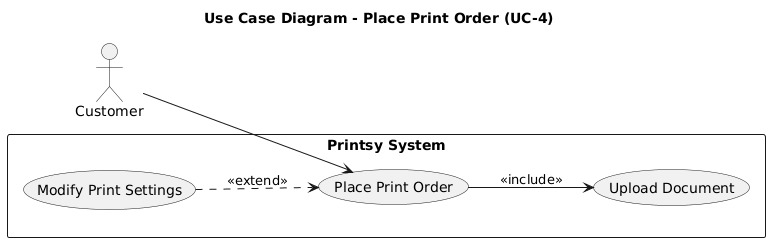 Use Case Diagram - Place Print Order (UC-4)
Customer
Printsy System
Modify Print Settings
«extend»
Place Print Order
«include»
Upload Document